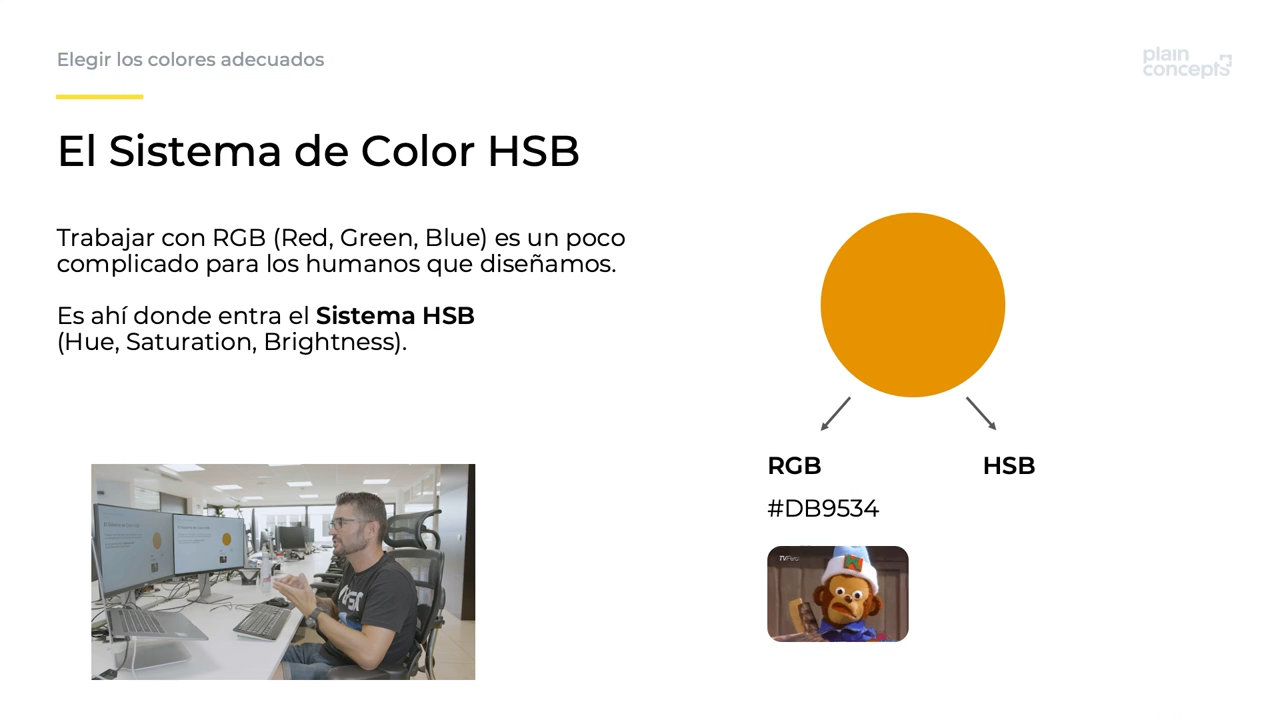 Elegir los colores adecuados
plain
concepts
El Sistema de Color HSB
Trabajar con RGB (Red, Green, Blue) es un poco
complicado para los humanos que diseñamos.
Es ahí donde entra el Sistema HSB
(Hue, Saturation, Brightness).
RGB
HSB
#DB9534
TVPerú